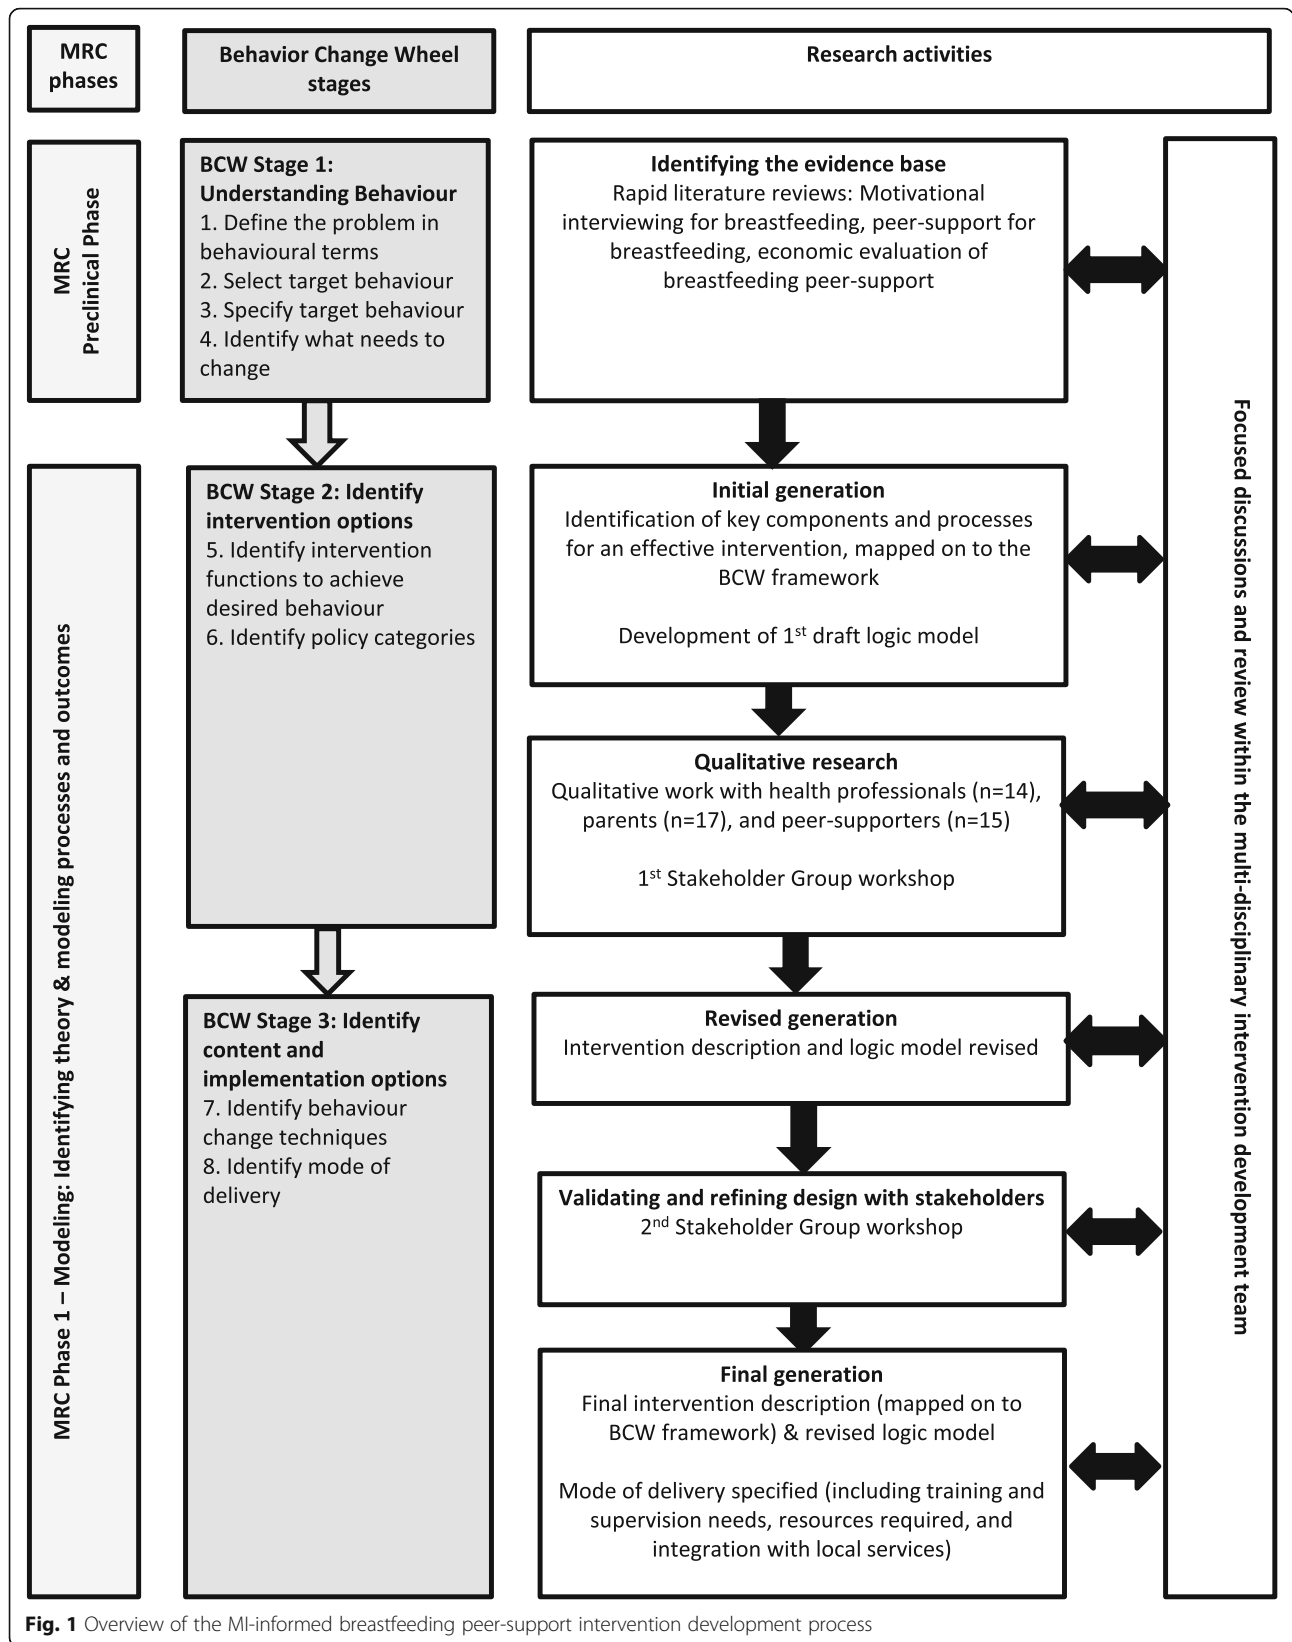 MRC
phases
Behavior Change Wheel
stages
Research activities
MRC
Preclinical Phase
BCW Stage 1:
Understanding Behaviour
1. Define the problem in
behavioural terms
2. Select target behaviour
3. Specify target behaviour
4. Identify what needs to
change
Identifying the evidence base
Rapid literature reviews: Motivational
interviewing for breastfeeding, peer-support for
breastfeeding, economic evaluation of
breastfeeding peer-support
MRC Phase 1 – Modeling: Identifying theory & modeling processes and outcomes
BCW Stage 2: Identify
intervention options
5. Identify intervention
functions to achieve
desired behaviour
6. Identify policy categories
Initial generation
Identification of key components and processes
for an effective intervention, mapped on to the
BCW framework
Development of 1st draft logic model
Qualitative research
Qualitative work with health professionals (n=14),
parents (n=17), and peer-supporters (n=15)
1st Stakeholder Group workshop
BCW Stage 3: Identify
content and
implementation options
7. Identify behaviour
change techniques
8. Identify mode of
delivery
Revised generation
Intervention description and logic model revised
Validating and refining design with stakeholders
2nd Stakeholder Group workshop
Final generation
Final intervention description (mapped on to
BCW framework) & revised logic model
Mode of delivery specified (including training and
supervision needs, resources required, and
integration with local services)
Focused discussions and review within the multi-disciplinary intervention development team
Fig. 1 Overview of the MI-informed breastfeeding peer-support intervention development process